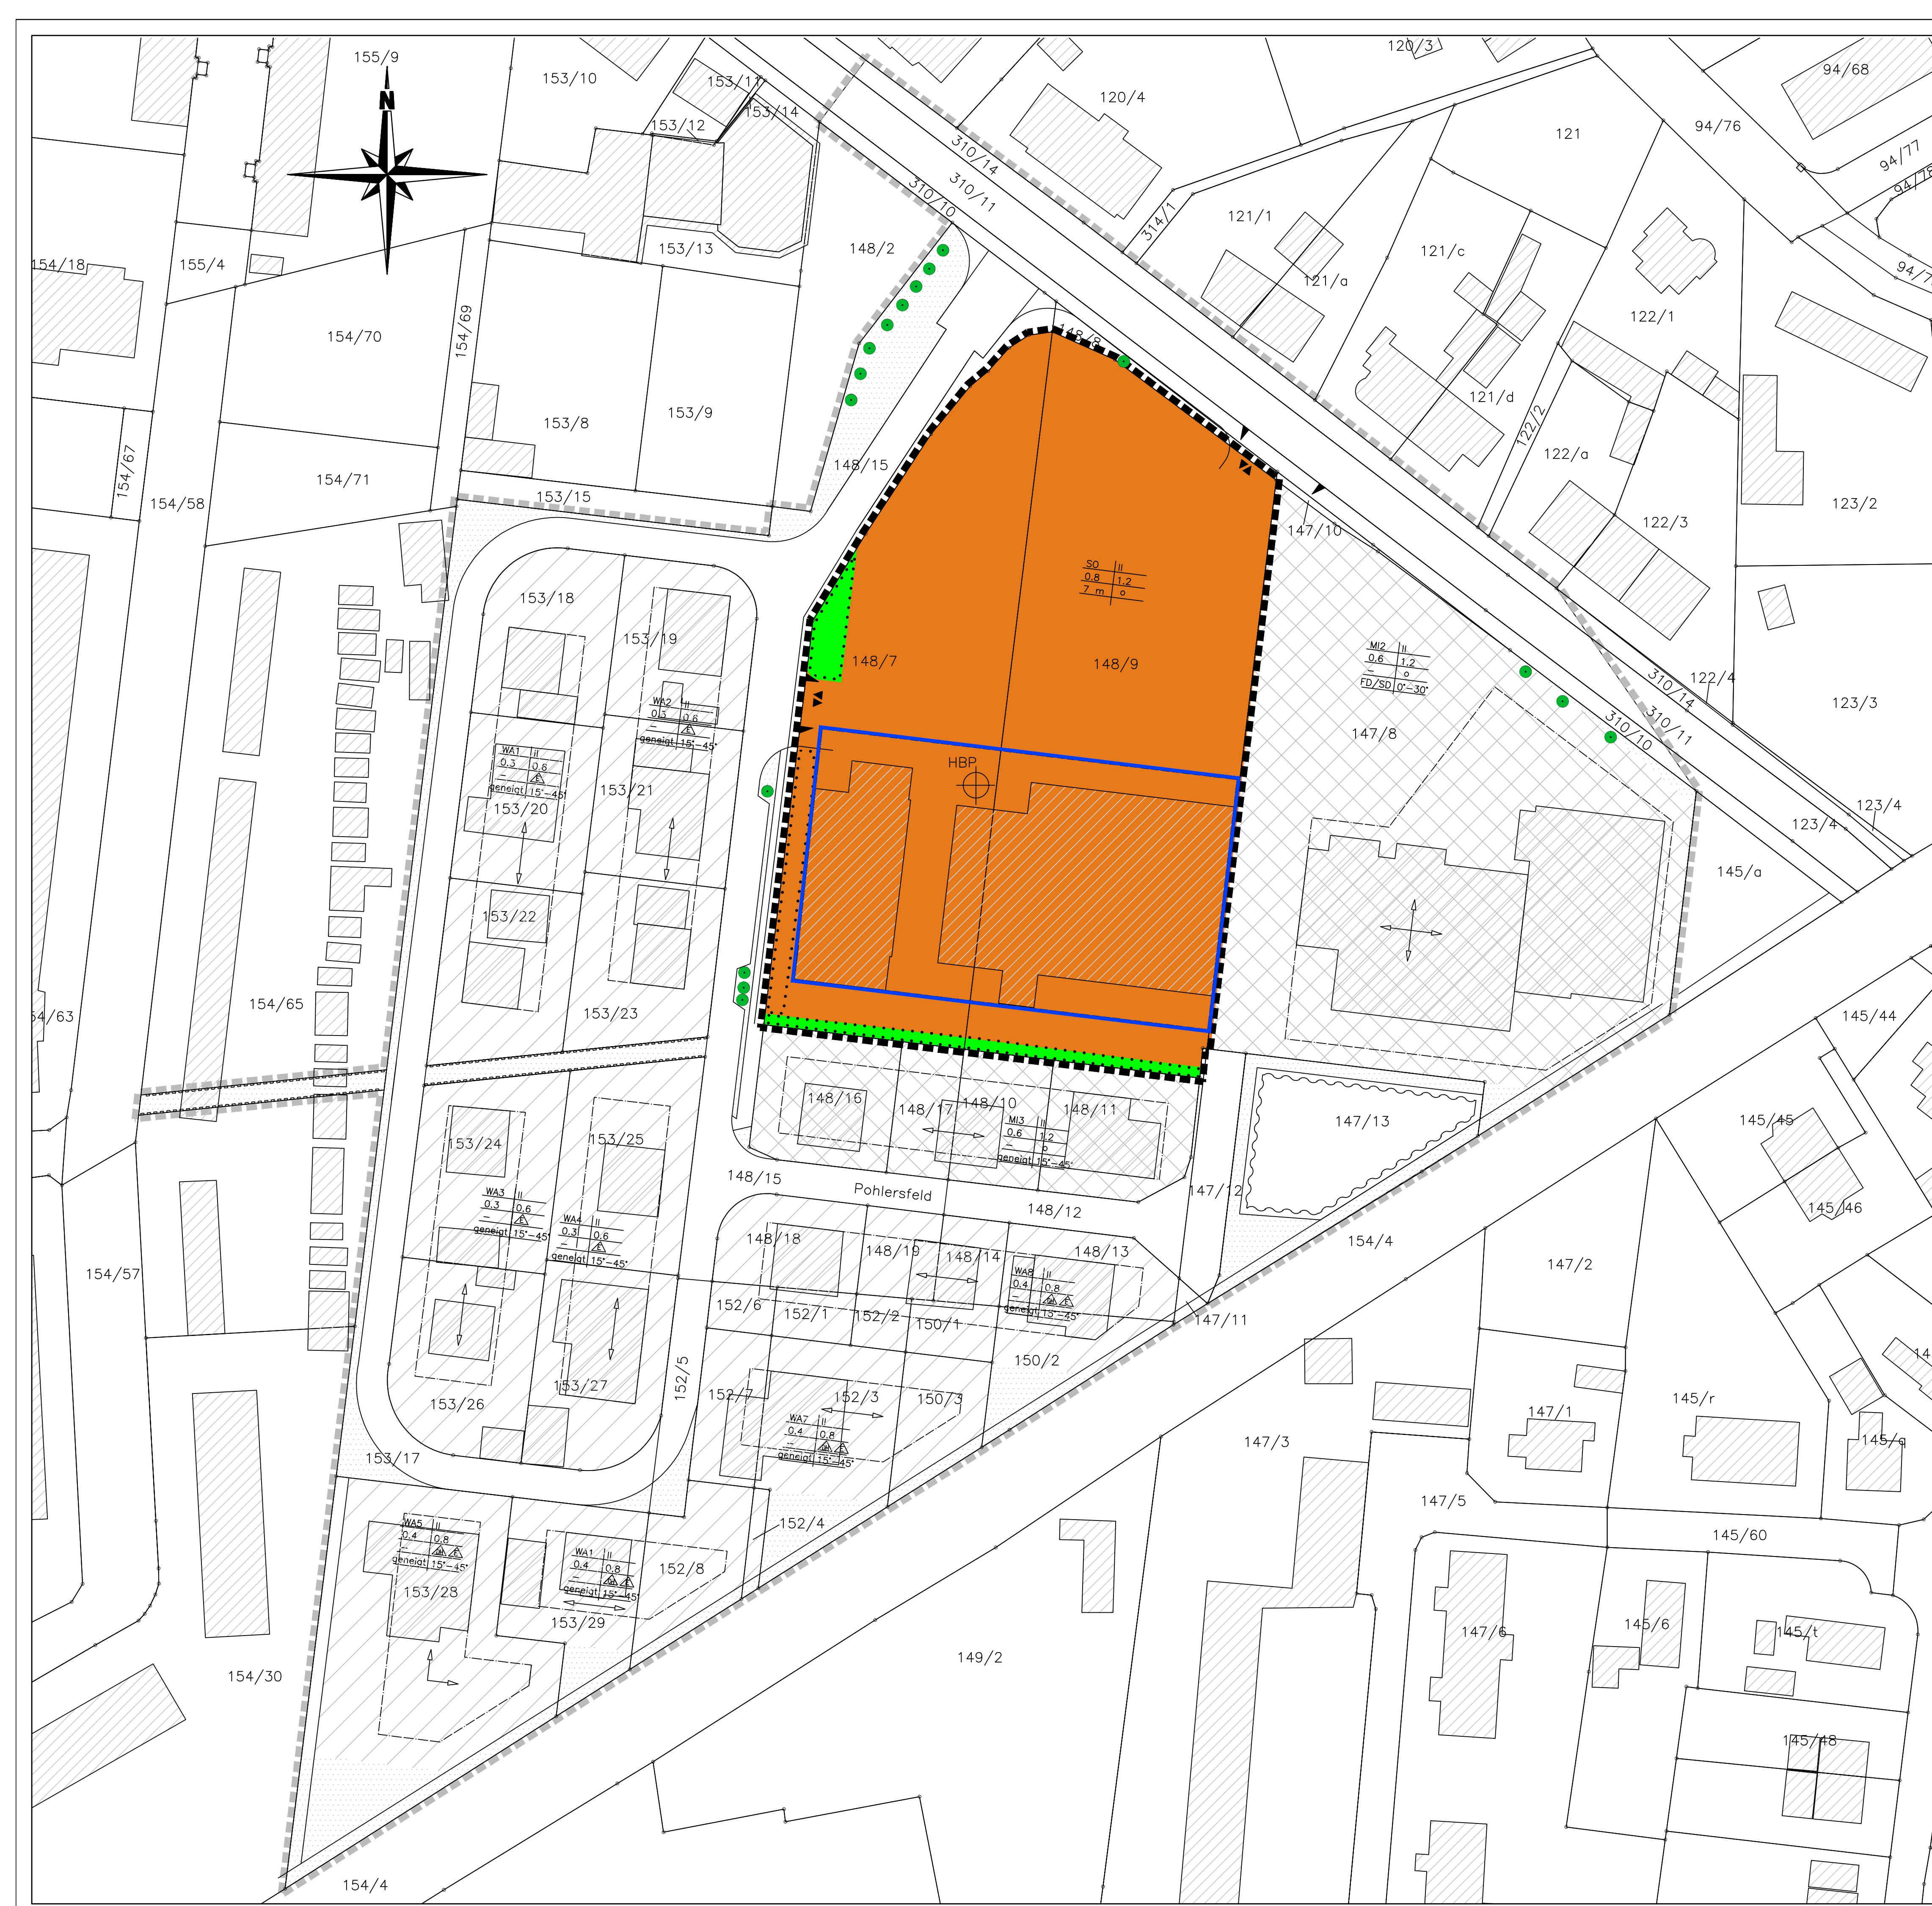 155/9
N
153/10
153/11
153/14
153/12
120/3
120/4
94/68
310/14
310/11
310/10
121
94/76
94/77
314/1
121/1
148/2
153/13
154/18
155/4
121/a
121/c
122/1
154/70
154/69
148/8
153/8
153/9
121/d
122/2
122/a
154/67
154/71
154/58
148/15
153/15
123/2
122/3
147/10
SO II
0.8 1.2
7 m o
153/18
153/19
148/7
148/9
MI2 II
0.6 1.2
– o
FD/SD 0°–30°
122/4
310/14
310/11
310/10
123/3
WA2 II
0.3 0.6
– E
geneigt 15°–45°
147/8
WA1 II
0.3 0.6
– E
geneigt 15°–45°
153/21
153/20
HBP
123/4
123/4
145/a
153/22
154/65
153/23
145/44
148/16
148/17
148/10
148/11
MI3 II
0.6 1.2
– o
geneigt 15°–45°
147/13
145/45
153/24
153/25
148/15
Pohlersfeld
147/12
148/12
145/46
WA3 II
0.3 0.6
– E
geneigt 15°–45°
WA4 II
0.3 0.6
– E
geneigt 15°–45°
148/18
148/19
148/14
148/13
154/4
147/2
154/57
WA8 II
0.4 0.8
geneigt 15°–45°
152/6
152/1
152/2
150/1
147/11
150/2
152/5
153/26
153/27
152/7
152/3
150/3
145/r
147/1
WA7 II
0.4 0.8
geneigt 15°–45°
147/3
145/q
153/17
147/5
WA5 II
0.4 0.8
geneigt 15°–45°
152/4
145/60
WA1 II
0.4 0.8
geneigt 15°–45°
152/8
153/28
153/29
147/6
145/6
145/t
149/2
154/30
145/48
154/4